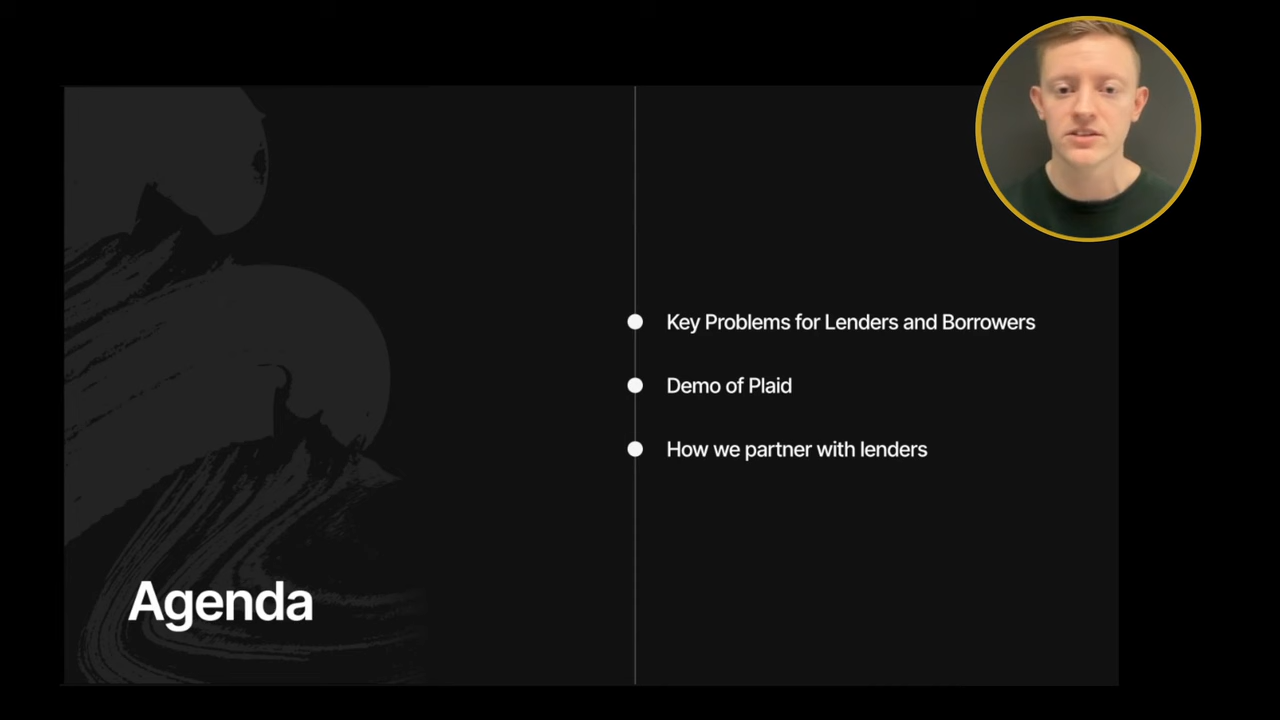 Key Problems for Lenders and Borrowers
Demo of Plaid
How we partner with lenders
Agenda